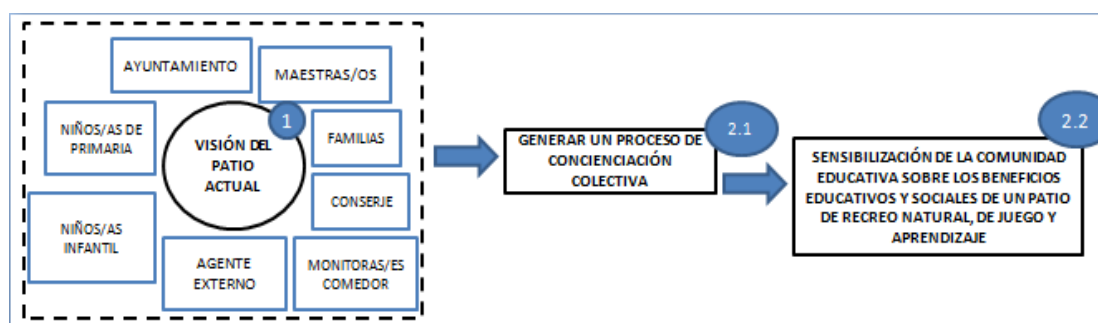 AYUNTAMIENTO
MAESTRAS/OS
NIÑOS/AS DE
PRIMARIA
1
VISIÓN DEL
PATIO
ACTUAL
FAMILIAS
CONSERJE
NIÑOS/AS
INFANTIL
AGENTE
EXTERNO
MONITORAS/ES
COMEDOR
2.1
GENERAR UN PROCESO DE
CONCIENCIACIÓN
COLECTIVA
2.2
SENSIBILIZACIÓN DE LA COMUNIDAD
EDUCATIVA SOBRE LOS BENEFICIOS
EDUCATIVOS Y SOCIALES DE UN PATIO
DE RECREO NATURAL, DE JUEGO Y
APRENDIZAJE